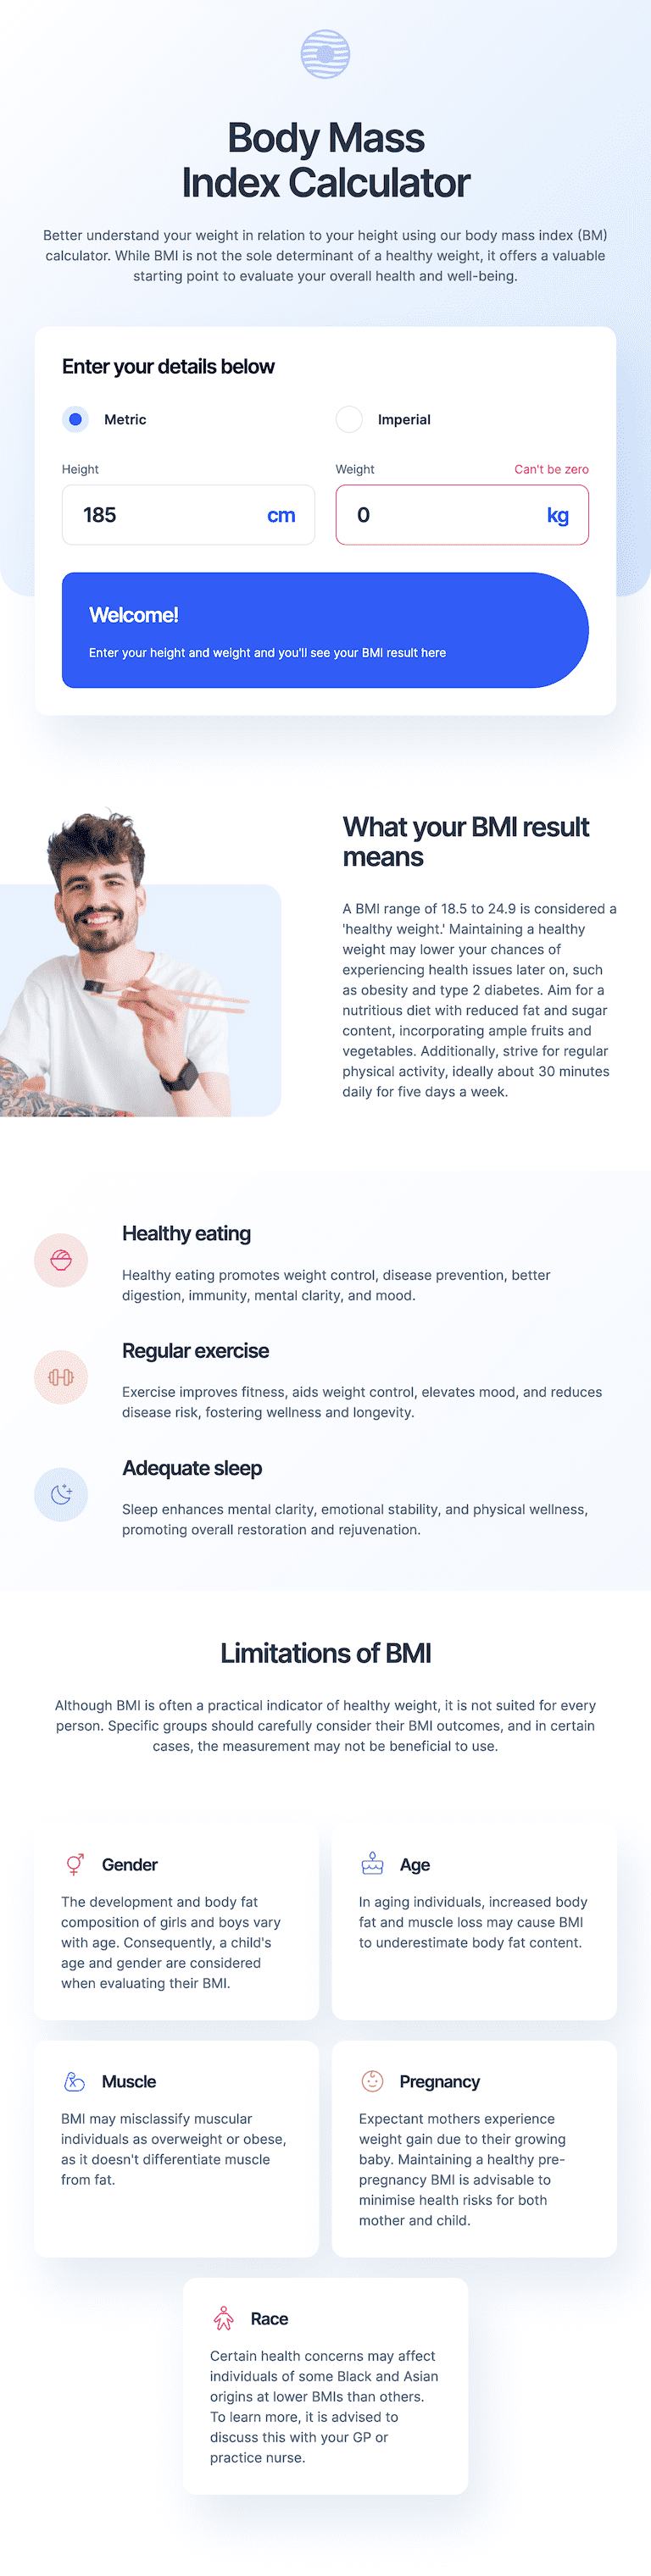 Body Mass
Index Calculator
Better understand your weight in relation to your height using our body mass index (BM)
calculator. While BMI is not the sole determinant of a healthy weight, it offers a valuable
starting point to evaluate your overall health and well-being.
Enter your details below
Metric
Imperial
Height
Weight
Can't be zero
185
cm
0
kg
Welcome!
Enter your height and weight and you'll see your BMI result here
What your BMI result
means
A BMI range of 18.5 to 24.9 is considered a
'healthy weight.' Maintaining a healthy
weight may lower your chances of
experiencing health issues later on, such
as obesity and type 2 diabetes. Aim for a
nutritious diet with reduced fat and sugar
content, incorporating ample fruits and
vegetables. Additionally, strive for regular
physical activity, ideally about 30 minutes
daily for five days a week.
Healthy eating
Healthy eating promotes weight control, disease prevention, better
digestion, immunity, mental clarity, and mood.
Regular exercise
Exercise improves fitness, aids weight control, elevates mood, and reduces
disease risk, fostering wellness and longevity.
Adequate sleep
Sleep enhances mental clarity, emotional stability, and physical wellness,
promoting overall restoration and rejuvenation.
Limitations of BMI
Although BMI is often a practical indicator of healthy weight, it is not suited for every
person. Specific groups should carefully consider their BMI outcomes, and in certain
cases, the measurement may not be beneficial to use.
Gender
The development and body fat
composition of girls and boys vary
with age. Consequently, a child's
age and gender are considered
when evaluating their BMI.
Age
In aging individuals, increased body
fat and muscle loss may cause BMI
to underestimate body fat content.
Muscle
BMI may misclassify muscular
individuals as overweight or obese,
as it doesn't differentiate muscle
from fat.
Pregnancy
Expectant mothers experience
weight gain due to their growing
baby. Maintaining a healthy pre-
pregnancy BMI is advisable to
minimise health risks for both
mother and child.
Race
Certain health concerns may affect
individuals of some Black and Asian
origins at lower BMIs than others.
To learn more, it is advised to
discuss this with your GP or
practice nurse.